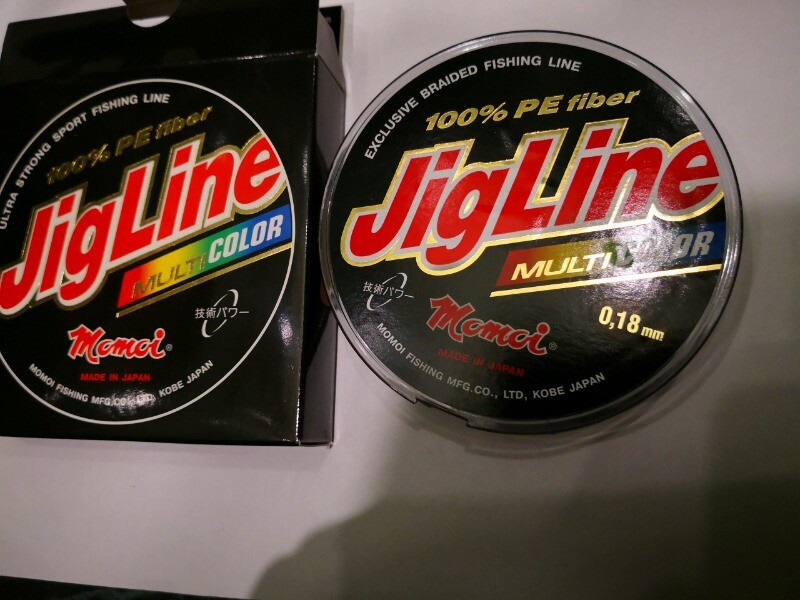 ULTRA STRONG SPORT FISHING LINE
100% PE fiber
JigLine
MULTI COLOR
技術パワー
Momoi®
MADE IN JAPAN
MOMOI FISHING MFG.CO., LTD, KOBE JAPAN
EXCLUSIVE BRAIDED FISHING LINE
100% PE fiber
JigLine
MULTI COLOR
0,18 mm
技術パワー
Momoi®
MADE IN JAPAN
MOMOI FISHING MFG.CO., LTD, KOBE JAPAN